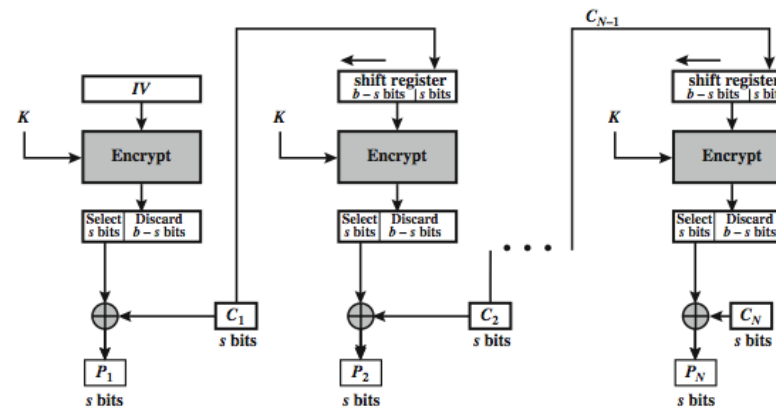 C_{N–1}
IV
shift register
b – s bits | s bits
shift register
b – s bits | s bit
K
K
K
Encrypt
Encrypt
Encrypt
Select Discard
s bits b – s bits
Select Discard
s bits b – s bits
Select Discard
s bits b – s bits
• • •
C_1
C_2
C_N
s bits
s bits
s bits
P_1
P_2
P_N
s bits
s bits
s bits